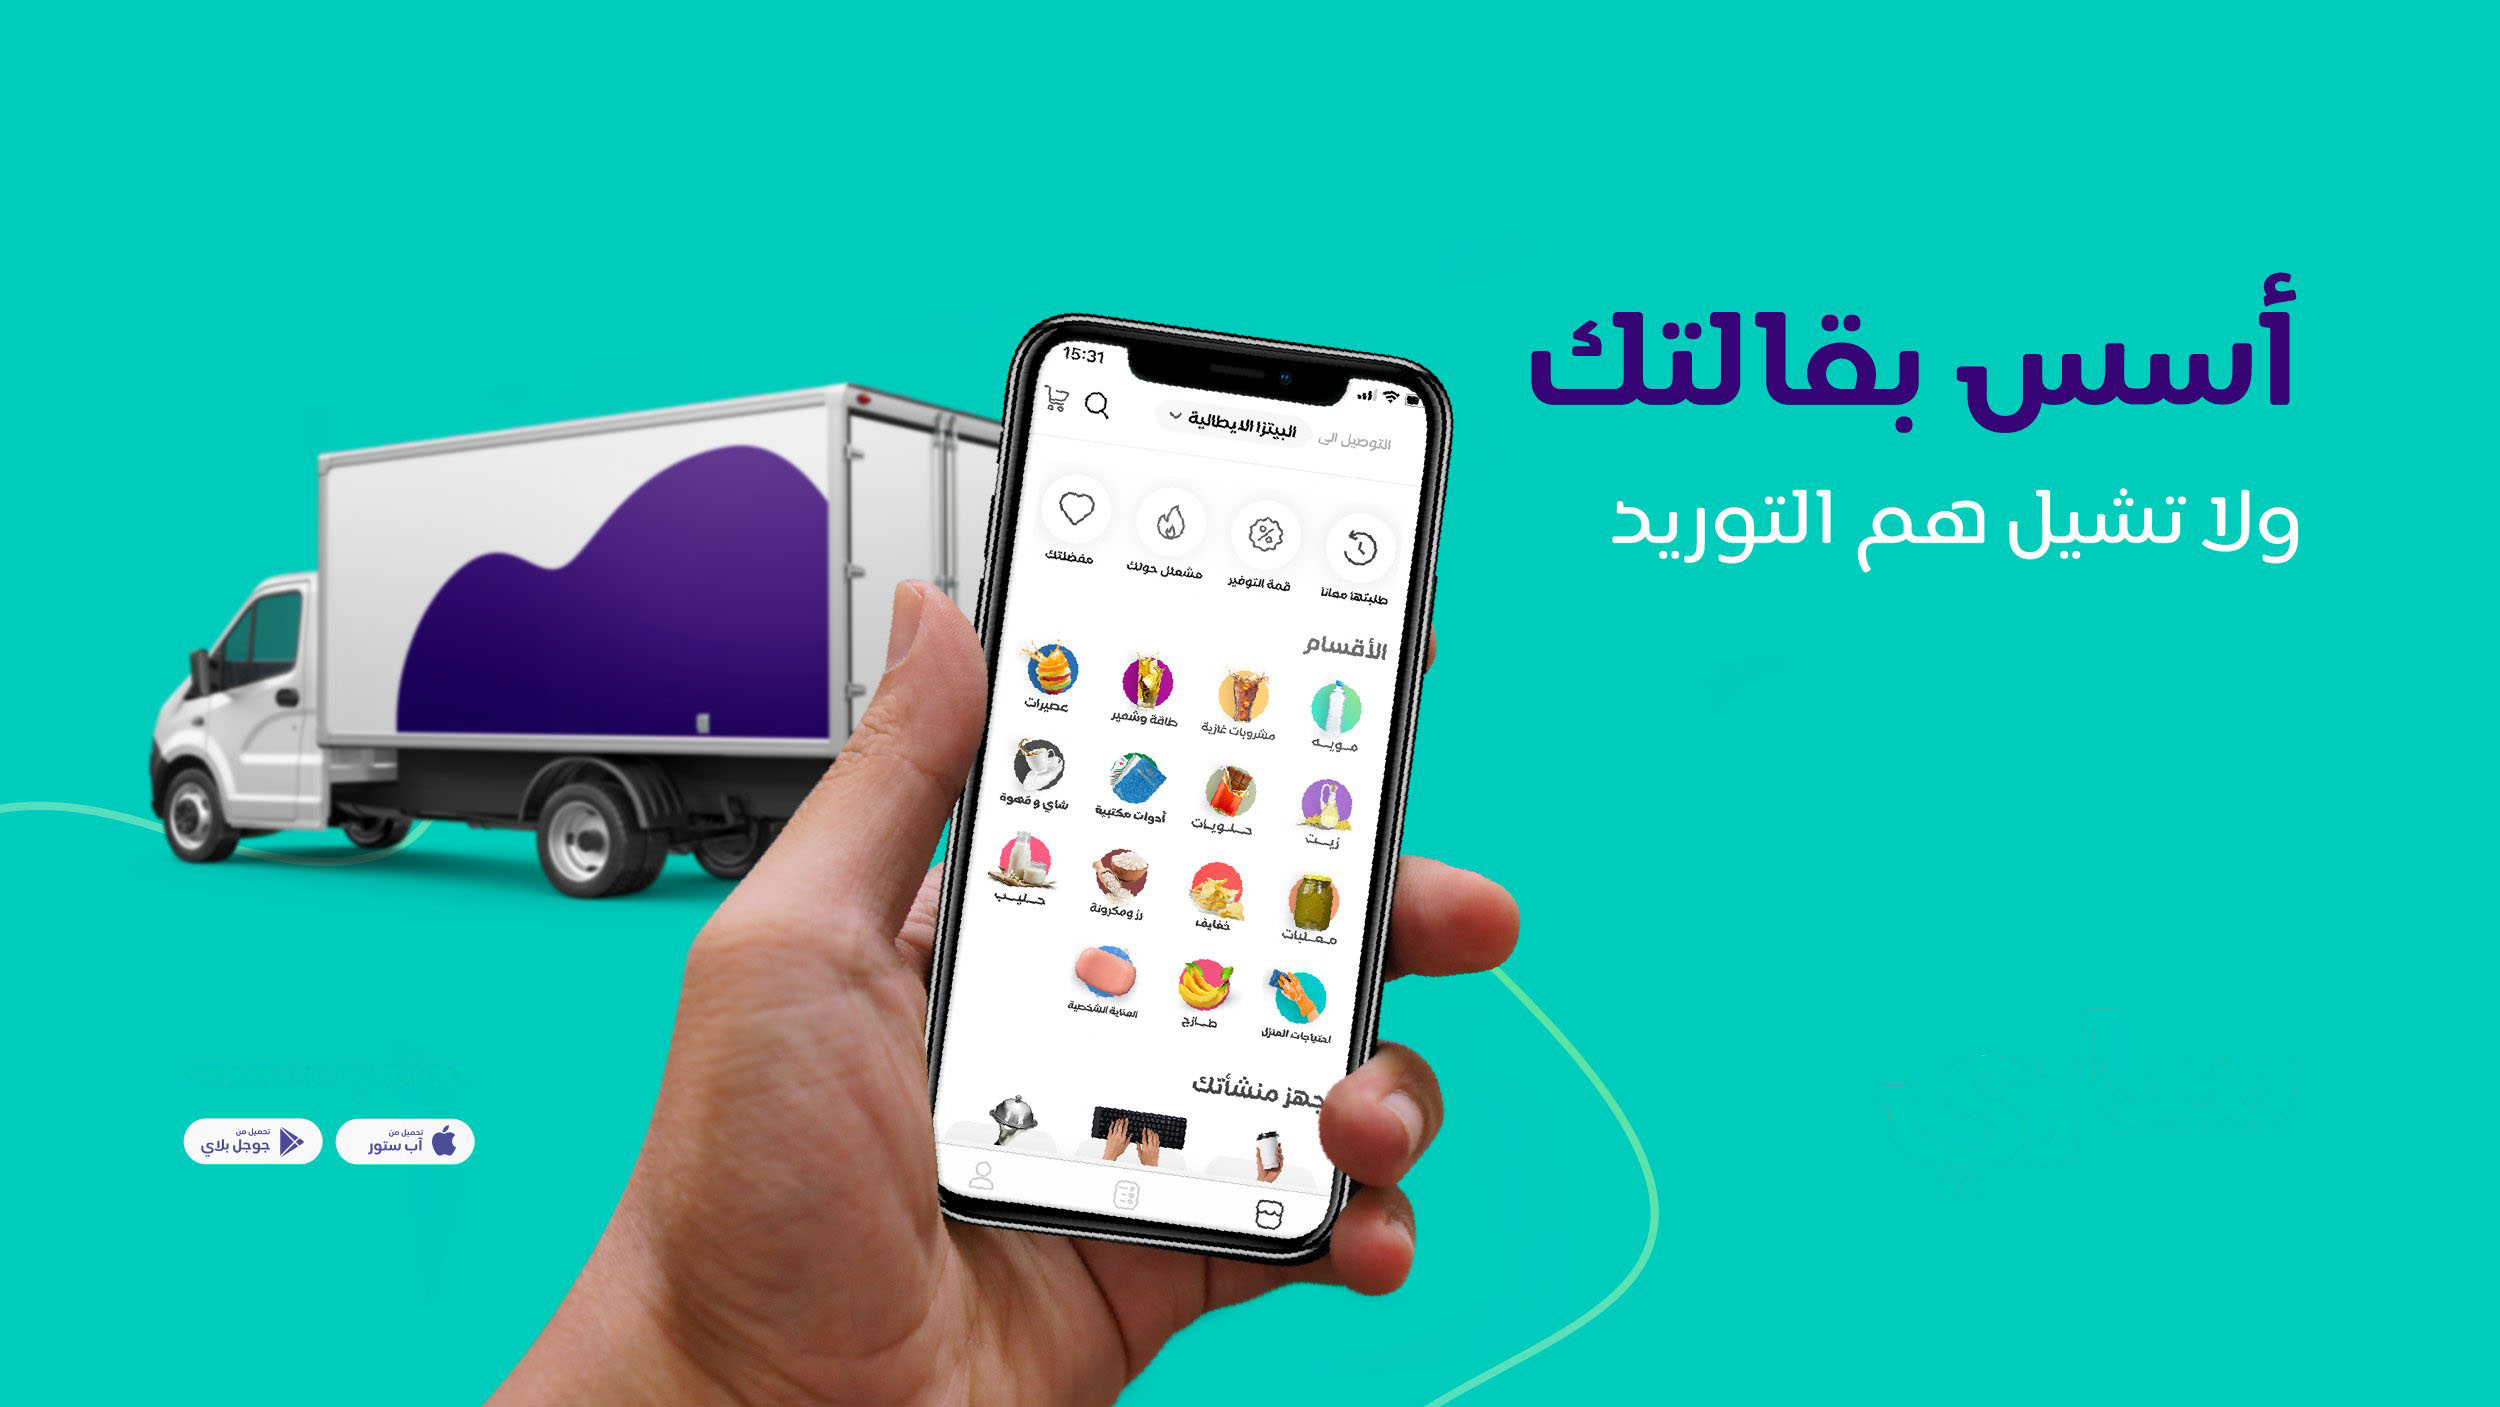 أسس بقالتك
ولا تشيل هم التوريد
15:31
التوصيل الى
البيتزا الايطالية
طلبتها معانا
قمة التوفير
مشعلل حولك
مفضلتك
الأقسام
مويه
مشروبات غازية
طاقة وشعير
عصيرات
زيت
حلويات
أدوات مكتبية
شاي و قهوة
معلبات
خفايف
رز ومكرونة
حليب
احتياجات المنزل
طازج
العناية الشخصية
جهز منشأتك
تحميل من
آب ستور
تحميل من
جوجل بلاي